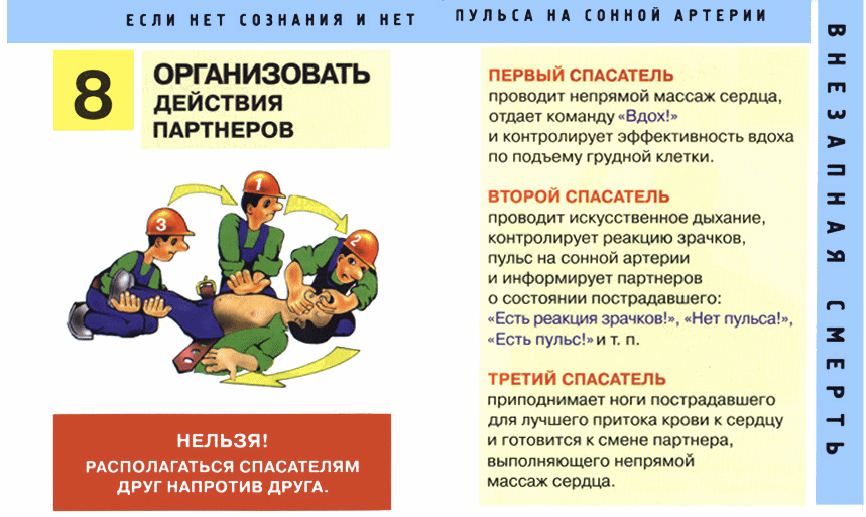 ЕСЛИ НЕТ СОЗНАНИЯ И НЕТ ПУЛЬСА НА СОННОЙ АРТЕРИИ
8
ОРГАНИЗОВАТЬ
ДЕЙСТВИЯ
ПАРТНЕРОВ
1
2
3
НЕЛЬЗЯ!
РАСПОЛАГАТЬСЯ СПАСАТЕЛЯМ
ДРУГ НАПРОТИВ ДРУГА.
ПЕРВЫЙ СПАСАТЕЛЬ
проводит непрямой массаж сердца,
отдает команду «Вдох!»
и контролирует эффективность вдоха
по подъему грудной клетки.
ВТОРОЙ СПАСАТЕЛЬ
проводит искусственное дыхание,
контролирует реакцию зрачков,
пульс на сонной артерии
и информирует партнеров
о состоянии пострадавшего:
«Есть реакция зрачков!», «Нет пульса!»,
«Есть пульс!» и т. п.
ТРЕТИЙ СПАСАТЕЛЬ
приподнимает ноги пострадавшего
для лучшего притока крови к сердцу
и готовится к смене партнера,
выполняющего непрямой
массаж сердца.
ВНЕЗАПНАЯ СМЕРТЬ